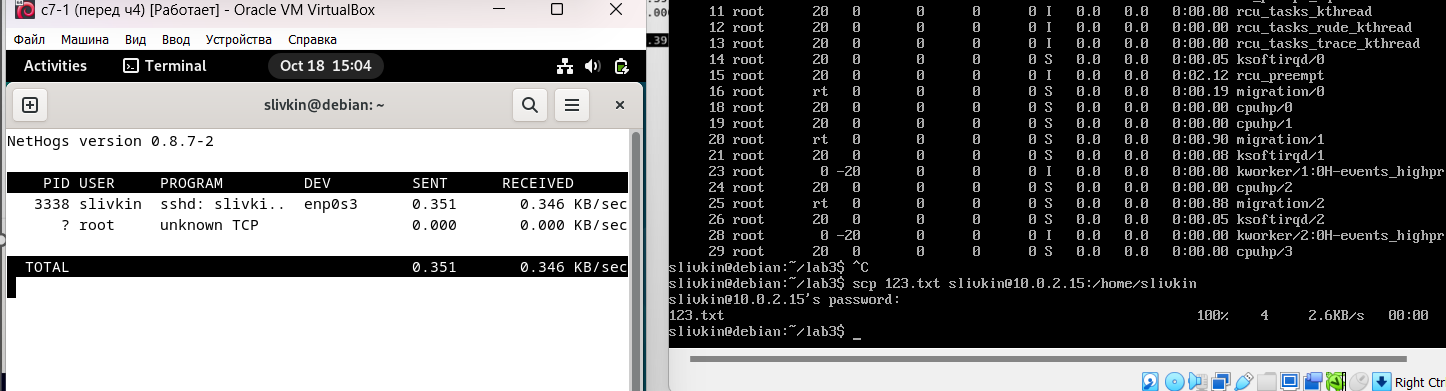 c7-1 (перед ч4) [Работает] - Oracle VM VirtualBox
Файл Машина Вид Ввод Устройства Справка
Activities Terminal Oct 18 15:04
slivkin@debian: ~
NetHogs version 0.8.7-2
PID USER PROGRAM DEV SENT RECEIVED
3338 slivkin sshd: slivki.. enp0s3 0.351 0.346 KB/sec
? root unknown TCP 0.000 0.000 KB/sec
TOTAL 0.351 0.346 KB/sec
11 root 20 0 0 0 0 I 0.0 0.0 0:00.00 rcu_tasks_kthread
12 root 20 0 0 0 0 I 0.0 0.0 0:00.00 rcu_tasks_rude_kthread
13 root 20 0 0 0 0 I 0.0 0.0 0:00.00 rcu_tasks_trace_kthread
14 root 20 0 0 0 0 S 0.0 0.0 0:00.05 ksoftirqd/0
15 root 20 0 0 0 0 I 0.0 0.0 0:02.12 rcu_preempt
16 root rt 0 0 0 0 S 0.0 0.0 0:00.19 migration/0
18 root 20 0 0 0 0 S 0.0 0.0 0:00.00 cpuhp/0
19 root 20 0 0 0 0 S 0.0 0.0 0:00.00 cpuhp/1
20 root rt 0 0 0 0 S 0.0 0.0 0:00.90 migration/1
21 root 20 0 0 0 0 S 0.0 0.0 0:00.08 ksoftirqd/1
23 root 0 -20 0 0 0 I 0.0 0.0 0:00.00 kworker/1:0H-events_highpr
24 root 20 0 0 0 0 S 0.0 0.0 0:00.00 cpuhp/2
25 root rt 0 0 0 0 S 0.0 0.0 0:00.88 migration/2
26 root 20 0 0 0 0 S 0.0 0.0 0:00.05 ksoftirqd/2
28 root 0 -20 0 0 0 I 0.0 0.0 0:00.00 kworker/2:0H-events_highpr
29 root 20 0 0 0 0 S 0.0 0.0 0:00.00 cpuhp/3
slivkin@debian:~/lab3$ ^C
slivkin@debian:~/lab3$ scp 123.txt slivkin@10.0.2.15:/home/slivkin
slivkin@10.0.2.15's password:
123.txt 100% 4 2.6KB/s 00:00
slivkin@debian:~/lab3$ _
Right Ctr